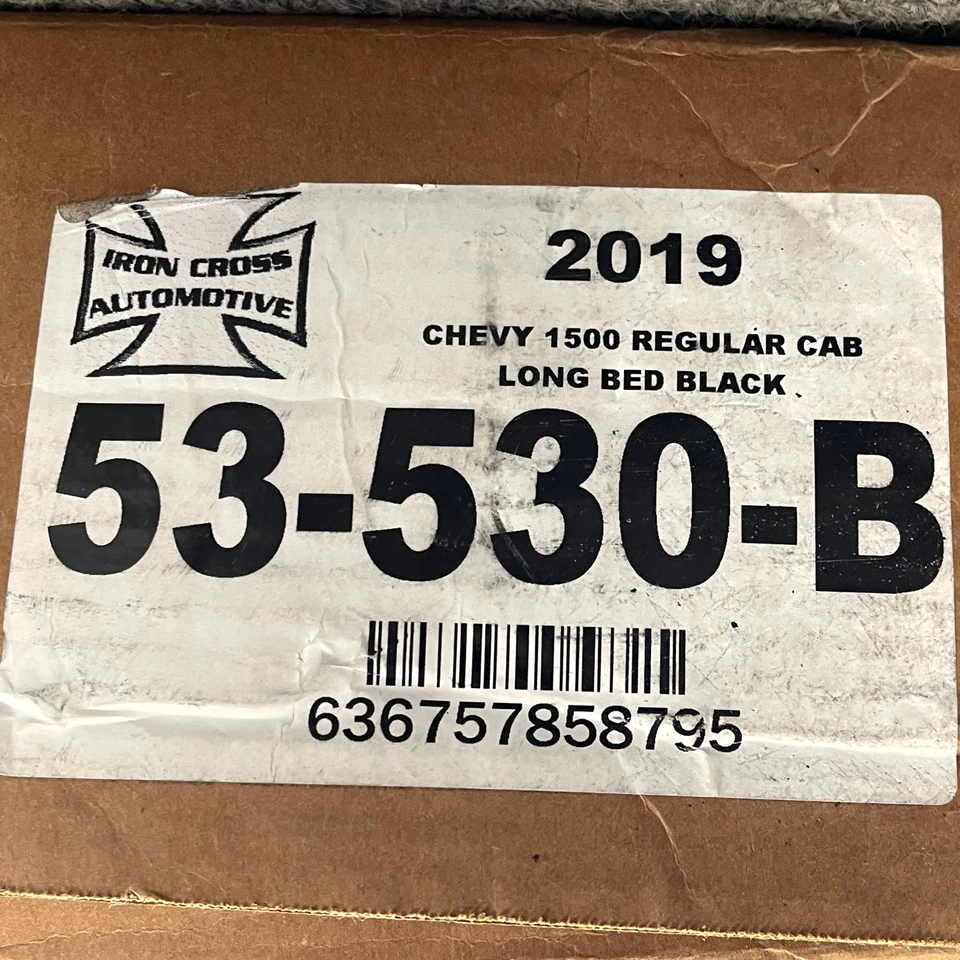 IRON CROSS
AUTOMOTIVE
2019
CHEVY 1500 REGULAR CAB
LONG BED BLACK
53-530-B
636757858795